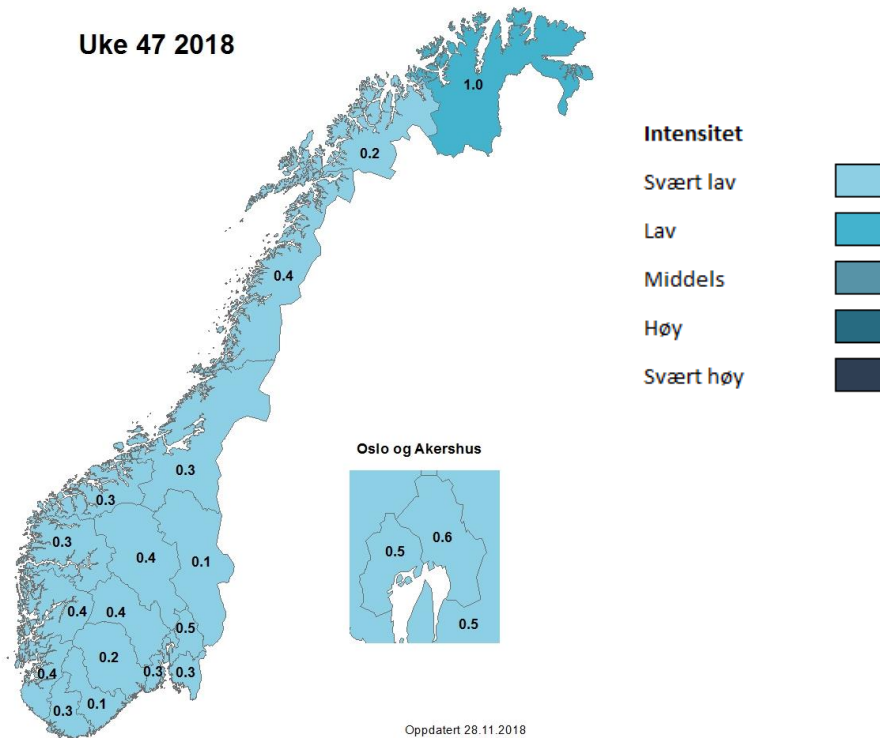 Uke 47 2018
1.0
0.2
0.4
0.3
0.3
0.3
0.4
0.1
0.4
0.4
0.5
0.2
0.4
0.3
0.3
0.1
0.3
Intensitet
Svært lav
Lav
Middels
Høy
Svært høy
Oslo og Akershus
0.5
0.6
0.5
Oppdatert 28.11.2018